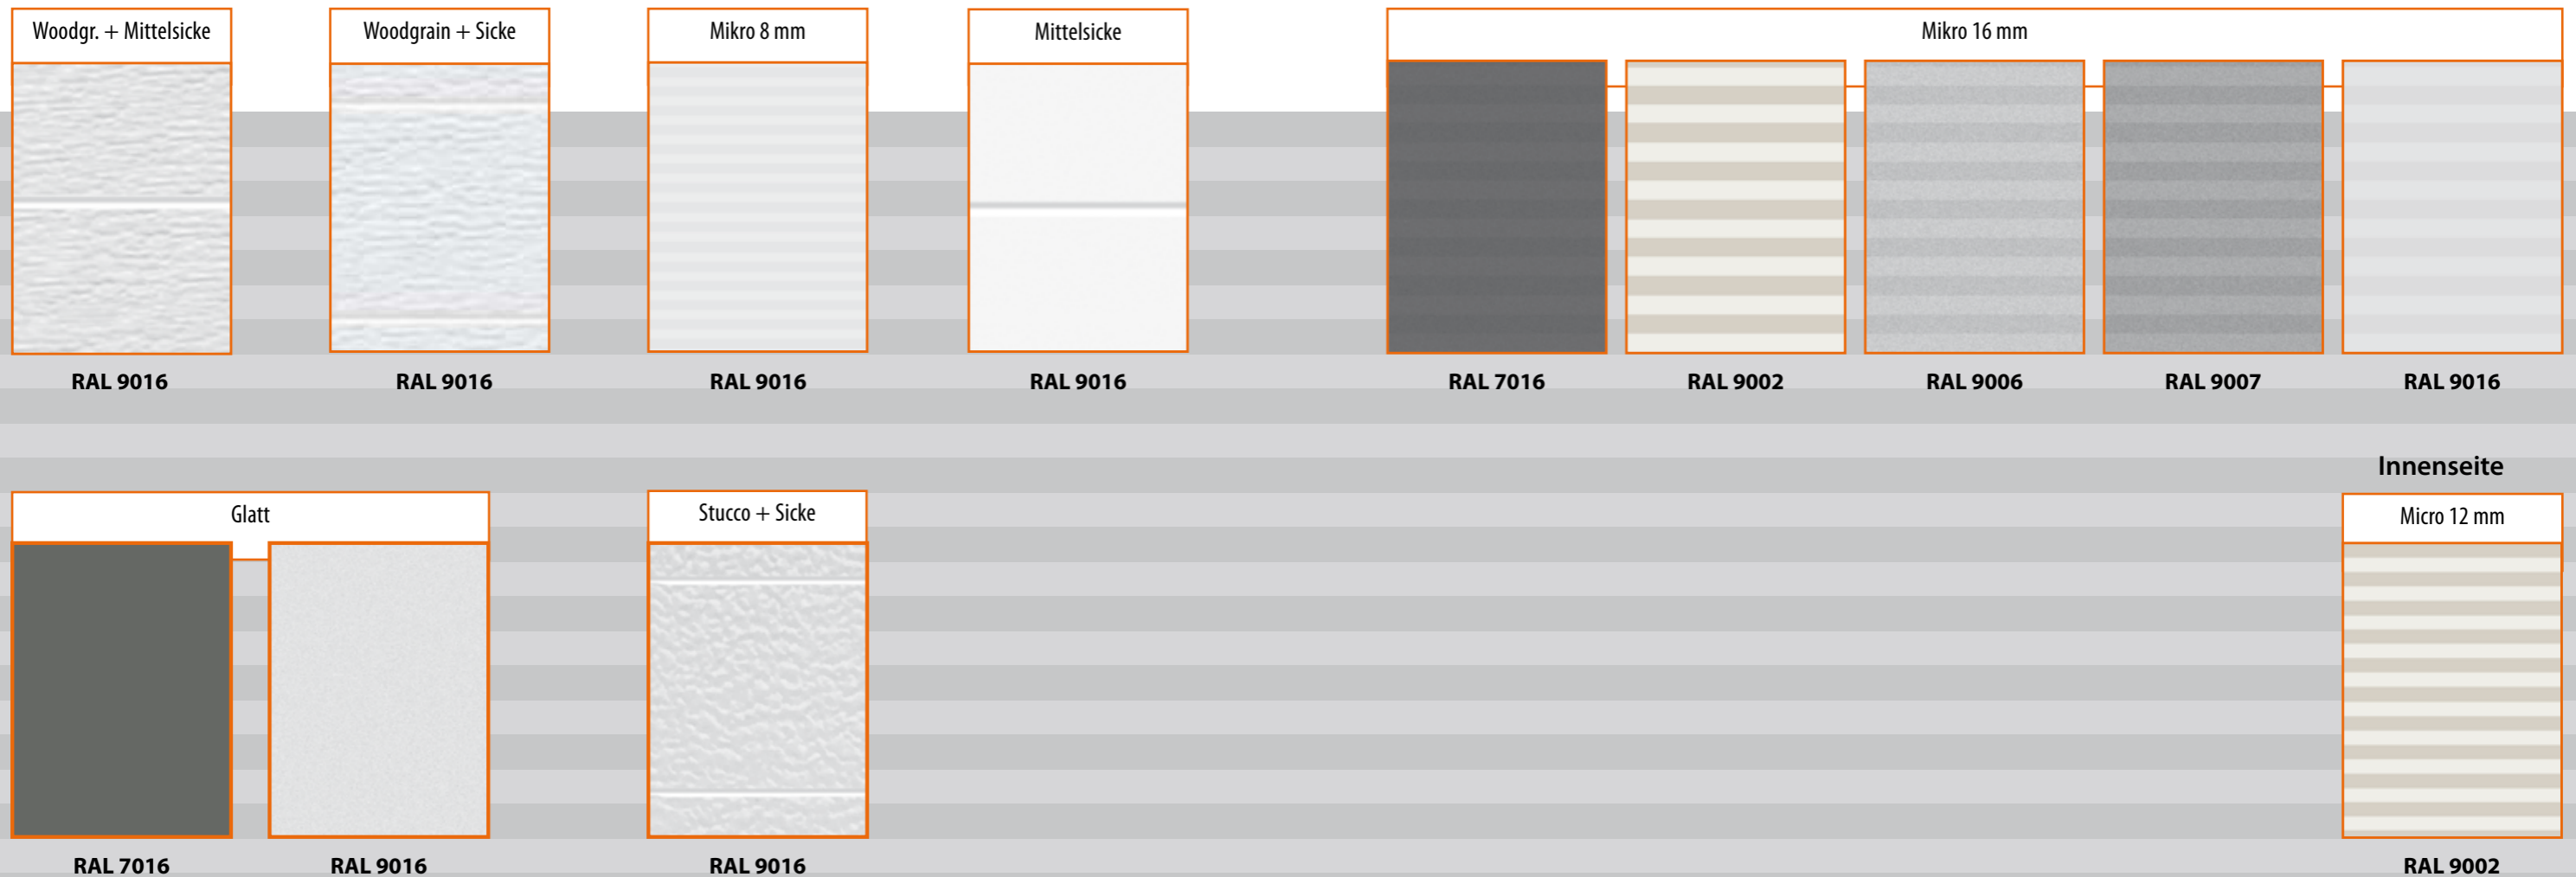 Woodgr. + Mittelsicke
Woodgrain + Sicke
Mikro 8 mm
Mittelsicke
Mikro 16 mm
RAL 9016
RAL 9016
RAL 9016
RAL 9016
RAL 7016
RAL 9002
RAL 9006
RAL 9007
RAL 9016
Innenseite
Glatt
Stucco + Sicke
Micro 12 mm
RAL 7016
RAL 9016
RAL 9016
RAL 9002